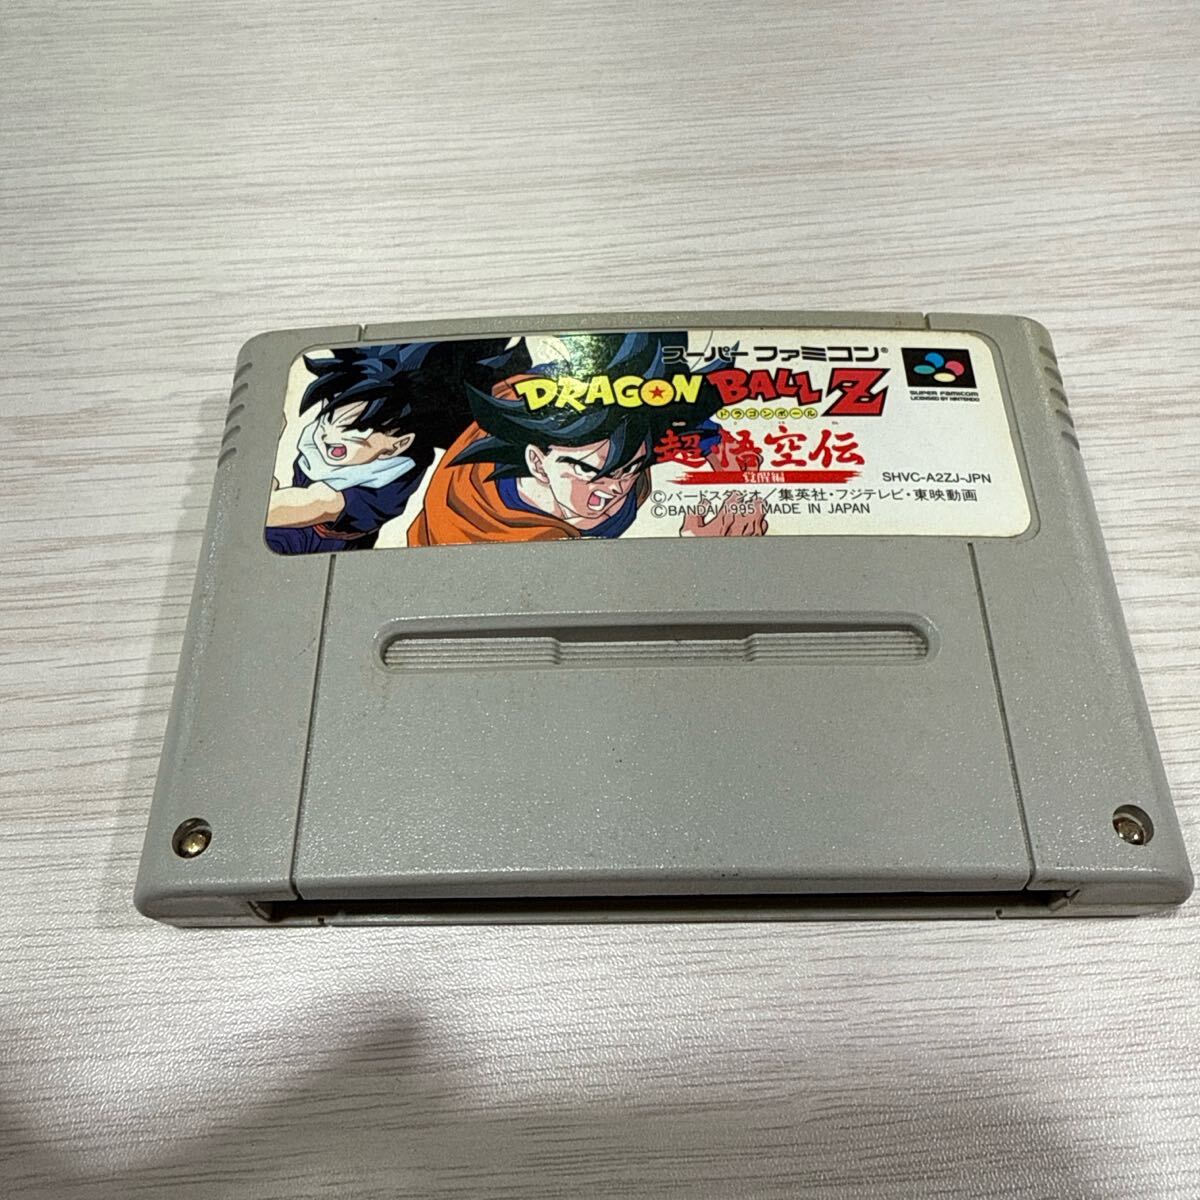 スーパーファミコン®
DRAGON BALL Z
ドラゴンボール
超・悟空伝
覚醒編
SUPER FAMICOM
LICENSED BY NINTENDO
SHVC-A2ZJ-JPN
©バードスタジオ/集英社・フジテレビ・東映動画
©BANDAI 1995 MADE IN JAPAN